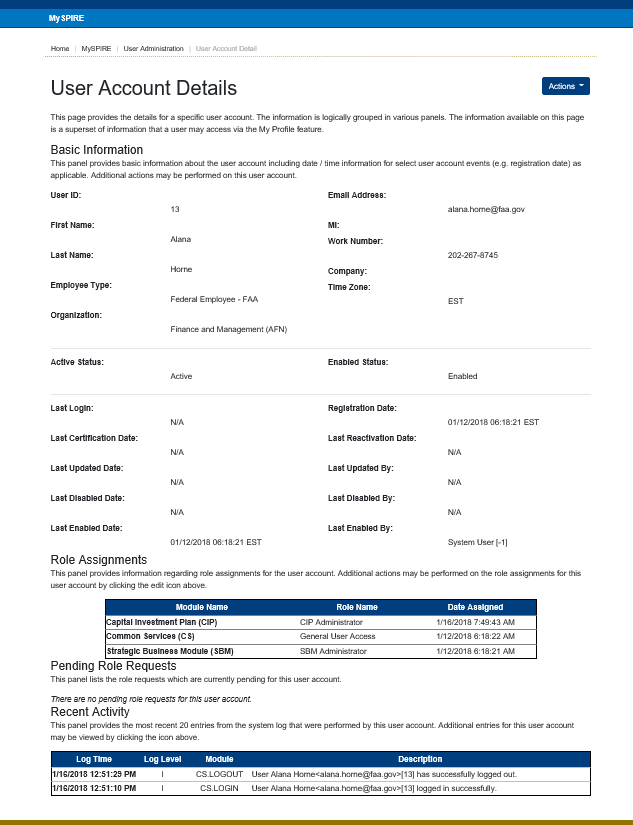 MySPIRE
Home | MySPIRE | User Administration | User Account Detail
User Account Details
Actions
This page provides the details for a specific user account. The information is logically grouped in various panels. The information available on this page
is a superset of information that a user may access via the My Profile feature.
Basic Information
This panel provides basic information about the user account including date / time information for select user account events (e.g. registration date) as
applicable. Additional actions may be performed on this user account.
User ID: Email Address:
13 alana.horne@faa.gov
First Name: MI:
Alana Work Number:
Last Name: 202-267-8745
Horne Company:
Employee Type: Time Zone:
Federal Employee - FAA EST
Organization:
Finance and Management (AFN)
Active Status: Enabled Status:
Active Enabled
Last Login: Registration Date:
N/A 01/12/2018 06:18:21 EST
Last Certification Date: Last Reactivation Date:
N/A N/A
Last Updated Date: Last Updated By:
N/A N/A
Last Disabled Date: Last Disabled By:
N/A N/A
Last Enabled Date: Last Enabled By:
01/12/2018 06:18:21 EST System User [-1]
Role Assignments
This panel provides information regarding role assignments for the user account. Additional actions may be performed on the role assignments for this
user account by clicking the edit icon above.
Module Name Role Name Date Assigned
Capital Investment Plan (CIP) CIP Administrator 1/16/2018 7:49:43 AM
Common Services (CS) General User Access 1/12/2018 6:18:22 AM
Strategic Business Module (SBM) SBM Administrator 1/12/2018 6:18:21 AM
Pending Role Requests
This panel lists the role requests which are currently pending for this user account.
There are no pending role requests for this user account.
Recent Activity
This panel provides the most recent 20 entries from the system log that were performed by this user account. Additional entries for this user account
may be viewed by clicking the icon above.
Log Time Log Level Module Description
1/16/2018 12:51:29 PM I CS.LOGOUT User Alana Horne<alana.horne@faa.gov>[13] has successfully logged out.
1/16/2018 12:51:10 PM I CS.LOGIN User Alana Horne<alana.horne@faa.gov>[13] logged in successfully.